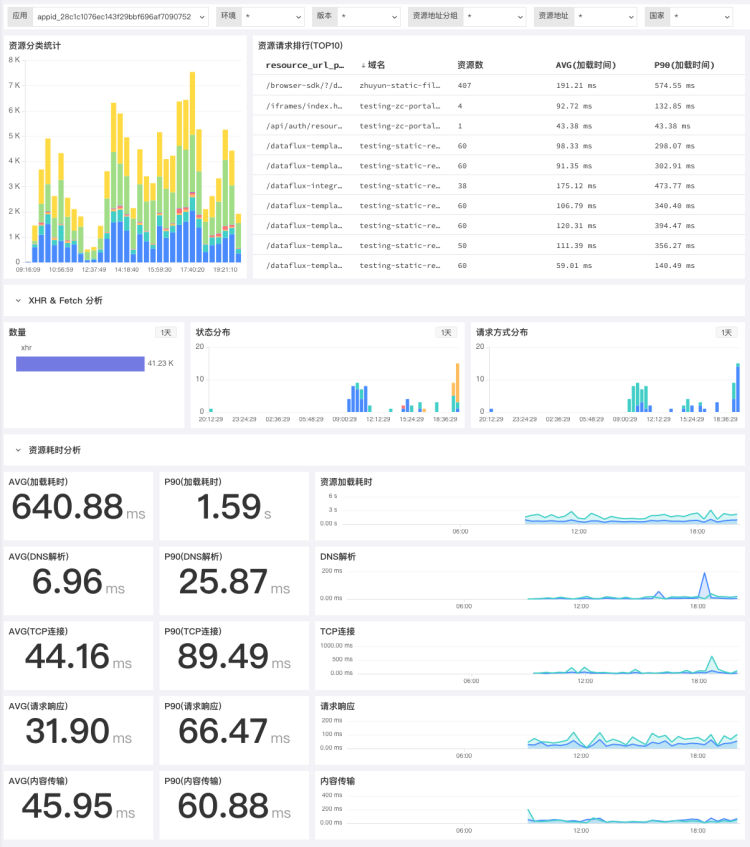 应用 appid_28c1c1076ec143f29bbf696af7090752 环境 * 版本 * 资源地址分组 * 资源地址 * 国家 *
资源分类统计
8 K
7 K
6 K
5 K
4 K
3 K
2 K
1 K
0
09:16:09 10:56:59 12:37:49 14:18:40 15:59:30 17:40:20 19:21:10
资源请求排行(TOP10)
resource_url_p… 域名 资源数 AVG(加载时间) P90(加载时间)
/browser-sdk/?/d… zhuyun-static-fil… 407 191.21 ms 574.55 ms
/iframes/index.h… testing-zc-portal… 4 92.72 ms 132.85 ms
/api/auth/resour… testing-zc-portal… 1 43.38 ms 43.38 ms
/dataflux-templa… testing-static-re… 60 98.33 ms 298.07 ms
/dataflux-templa… testing-static-re… 60 91.35 ms 302.91 ms
/dataflux-integr… testing-static-re… 38 175.12 ms 473.77 ms
/dataflux-templa… testing-static-re… 60 106.79 ms 340.40 ms
/dataflux-templa… testing-static-re… 60 120.31 ms 394.47 ms
/dataflux-templa… testing-static-re… 50 111.39 ms 356.27 ms
/dataflux-templa… testing-static-re… 60 59.01 ms 140.49 ms
XHR & Fetch 分析
数量 1天
xhr
41.23 K
状态分布 1天
20
10
0
20:12:29 23:24:29 02:36:29 05:48:29 09:00:29 12:12:29 15:24:29 18:36:29
请求方式分布 1天
20
10
0
20:12:29 23:24:29 02:36:29 05:48:29 09:00:29 12:12:29 15:24:29 18:36:29
资源耗时分析
AVG(加载耗时)
640.88 ms
P90(加载耗时)
1.59 s
资源加载耗时
6 s
3 s
0.00 s
06:00 12:00 18:00
AVG(DNS解析)
6.96 ms
P90(DNS解析)
25.87 ms
DNS解析
200 ms
0.00 ms
06:00 12:00 18:00
AVG(TCP连接)
44.16 ms
P90(TCP连接)
89.49 ms
TCP连接
1000.00 ms
500 ms
0.00 ms
06:00 12:00 18:00
AVG(请求响应)
31.90 ms
P90(请求响应)
66.47 ms
请求响应
200 ms
100 ms
0.00 ms
06:00 12:00 18:00
AVG(内容传输)
45.95 ms
P90(内容传输)
60.88 ms
内容传输
400 ms
200 ms
0.00 ms
06:00 12:00 18:00